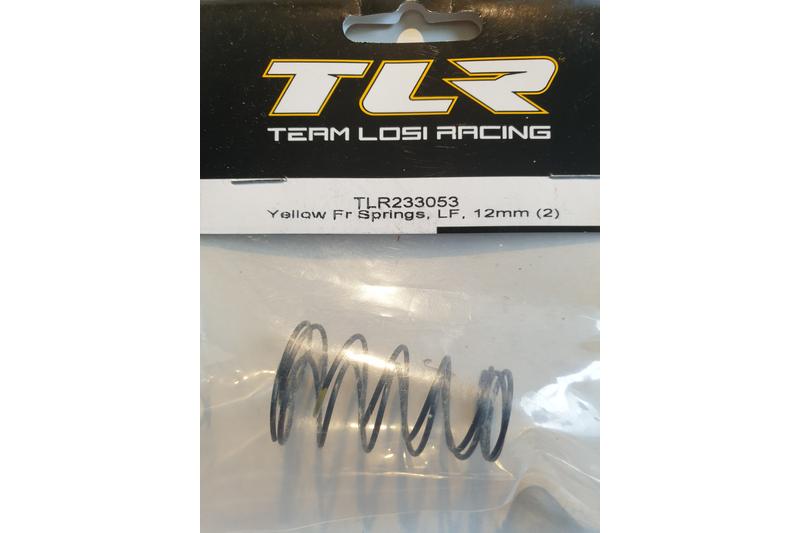 TLR
TEAM LOSI RACING
TLR233053
Yellow Fr Springs, LF, 12mm (2)